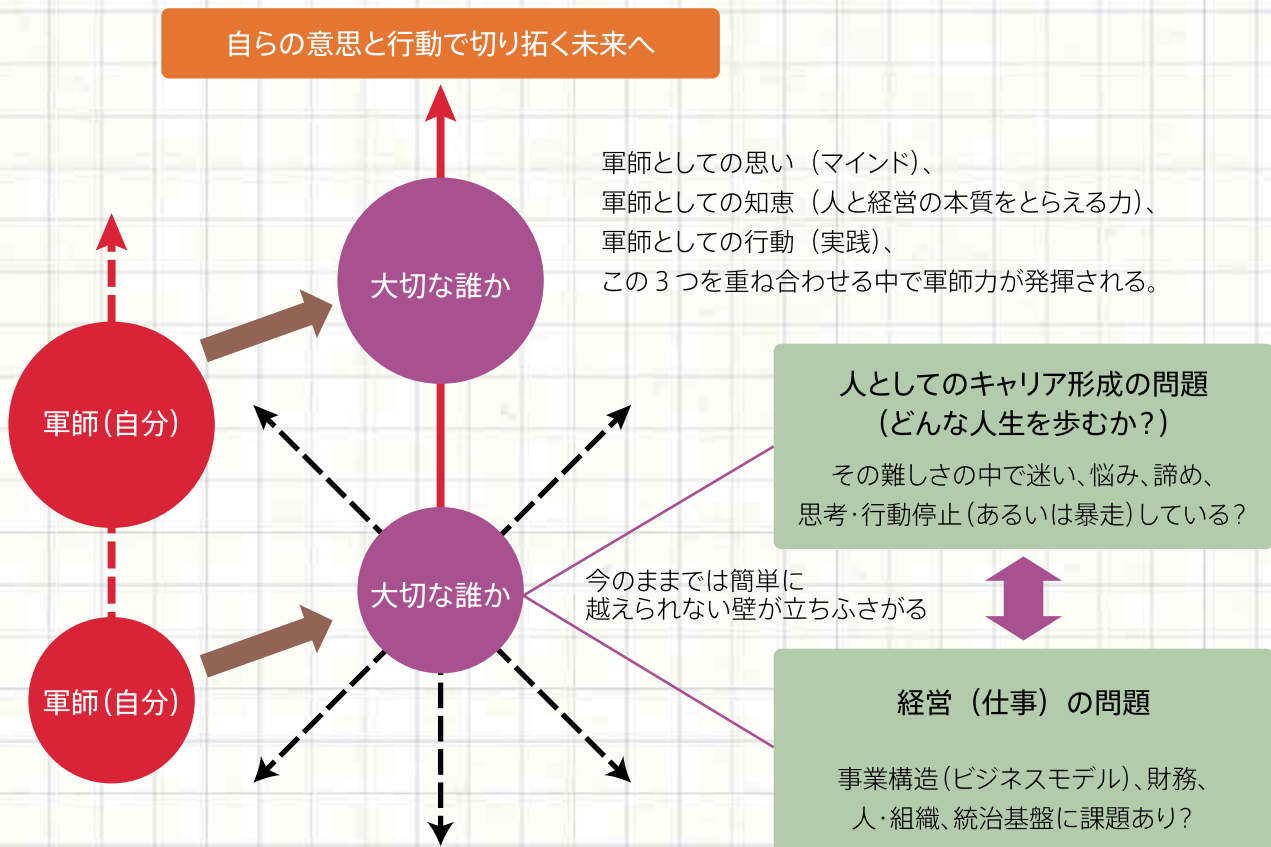 自らの意思と行動で切り拓く未来へ
軍師としての思い（マインド）、
軍師としての知恵（人と経営の本質をとらえる力）、
軍師としての行動（実践）、
この３つを重ね合わせる中で軍師力が発揮される。
大切な誰か
軍師(自分)
人としてのキャリア形成の問題
(どんな人生を歩むか?)
その難しさの中で迷い、悩み、諦め、
思考・行動停止(あるいは暴走)している?
大切な誰か
今のままでは簡単に
越えられない壁が立ちふさがる
軍師(自分)
経営（仕事）の問題
事業構造(ビジネスモデル)、財務、
人・組織、統治基盤に課題あり?